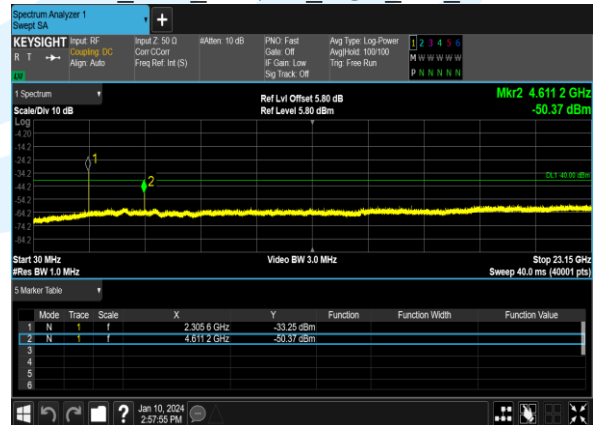 Spectrum Analyzer 1
Swept SA
+
KEYSIGHT Input: RF Input Z: 50 Ω #Atten: 10 dB PNO: Fast Avg Type: Log-Power 1 2 3 4 5 6
R T Coupling: DC Corr CCorr Gate: Off Avg|Hold: 100/100 M W W W W W
Align: Auto Freq Ref: Int (S) IF Gain: Low Trig: Free Run
LW Sig Track: Off P N N N N N
1 Spectrum Ref Lvl Offset 5.80 dB Mkr2 4.611 2 GHz
Scale/Div 10 dB Ref Level 5.80 dBm -50.37 dBm
Log
-4.20
-14.2
-24.2
-34.2
-44.2
-54.2
-64.2
-74.2
-84.2
1
2
DL1 -40.00 dBm
Start 30 MHz Video BW 3.0 MHz Stop 23.15 GHz
#Res BW 1.0 MHz Sweep 40.0 ms (40001 pts)
5 Marker Table
Mode Trace Scale X Y Function Function Width Function Value
1 N 1 f 2.305 6 GHz -33.25 dBm
2 N 1 f 4.611 2 GHz -50.37 dBm
3
4
5
6
? Jan 10, 2024
2:57:55 PM